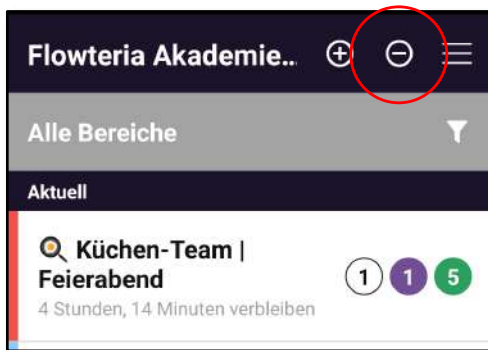 Flowteria Akademie..
Alle Bereiche
Aktuell
Küchen-Team |
Feierabend
1 1 5
4 Stunden, 14 Minuten verbleiben